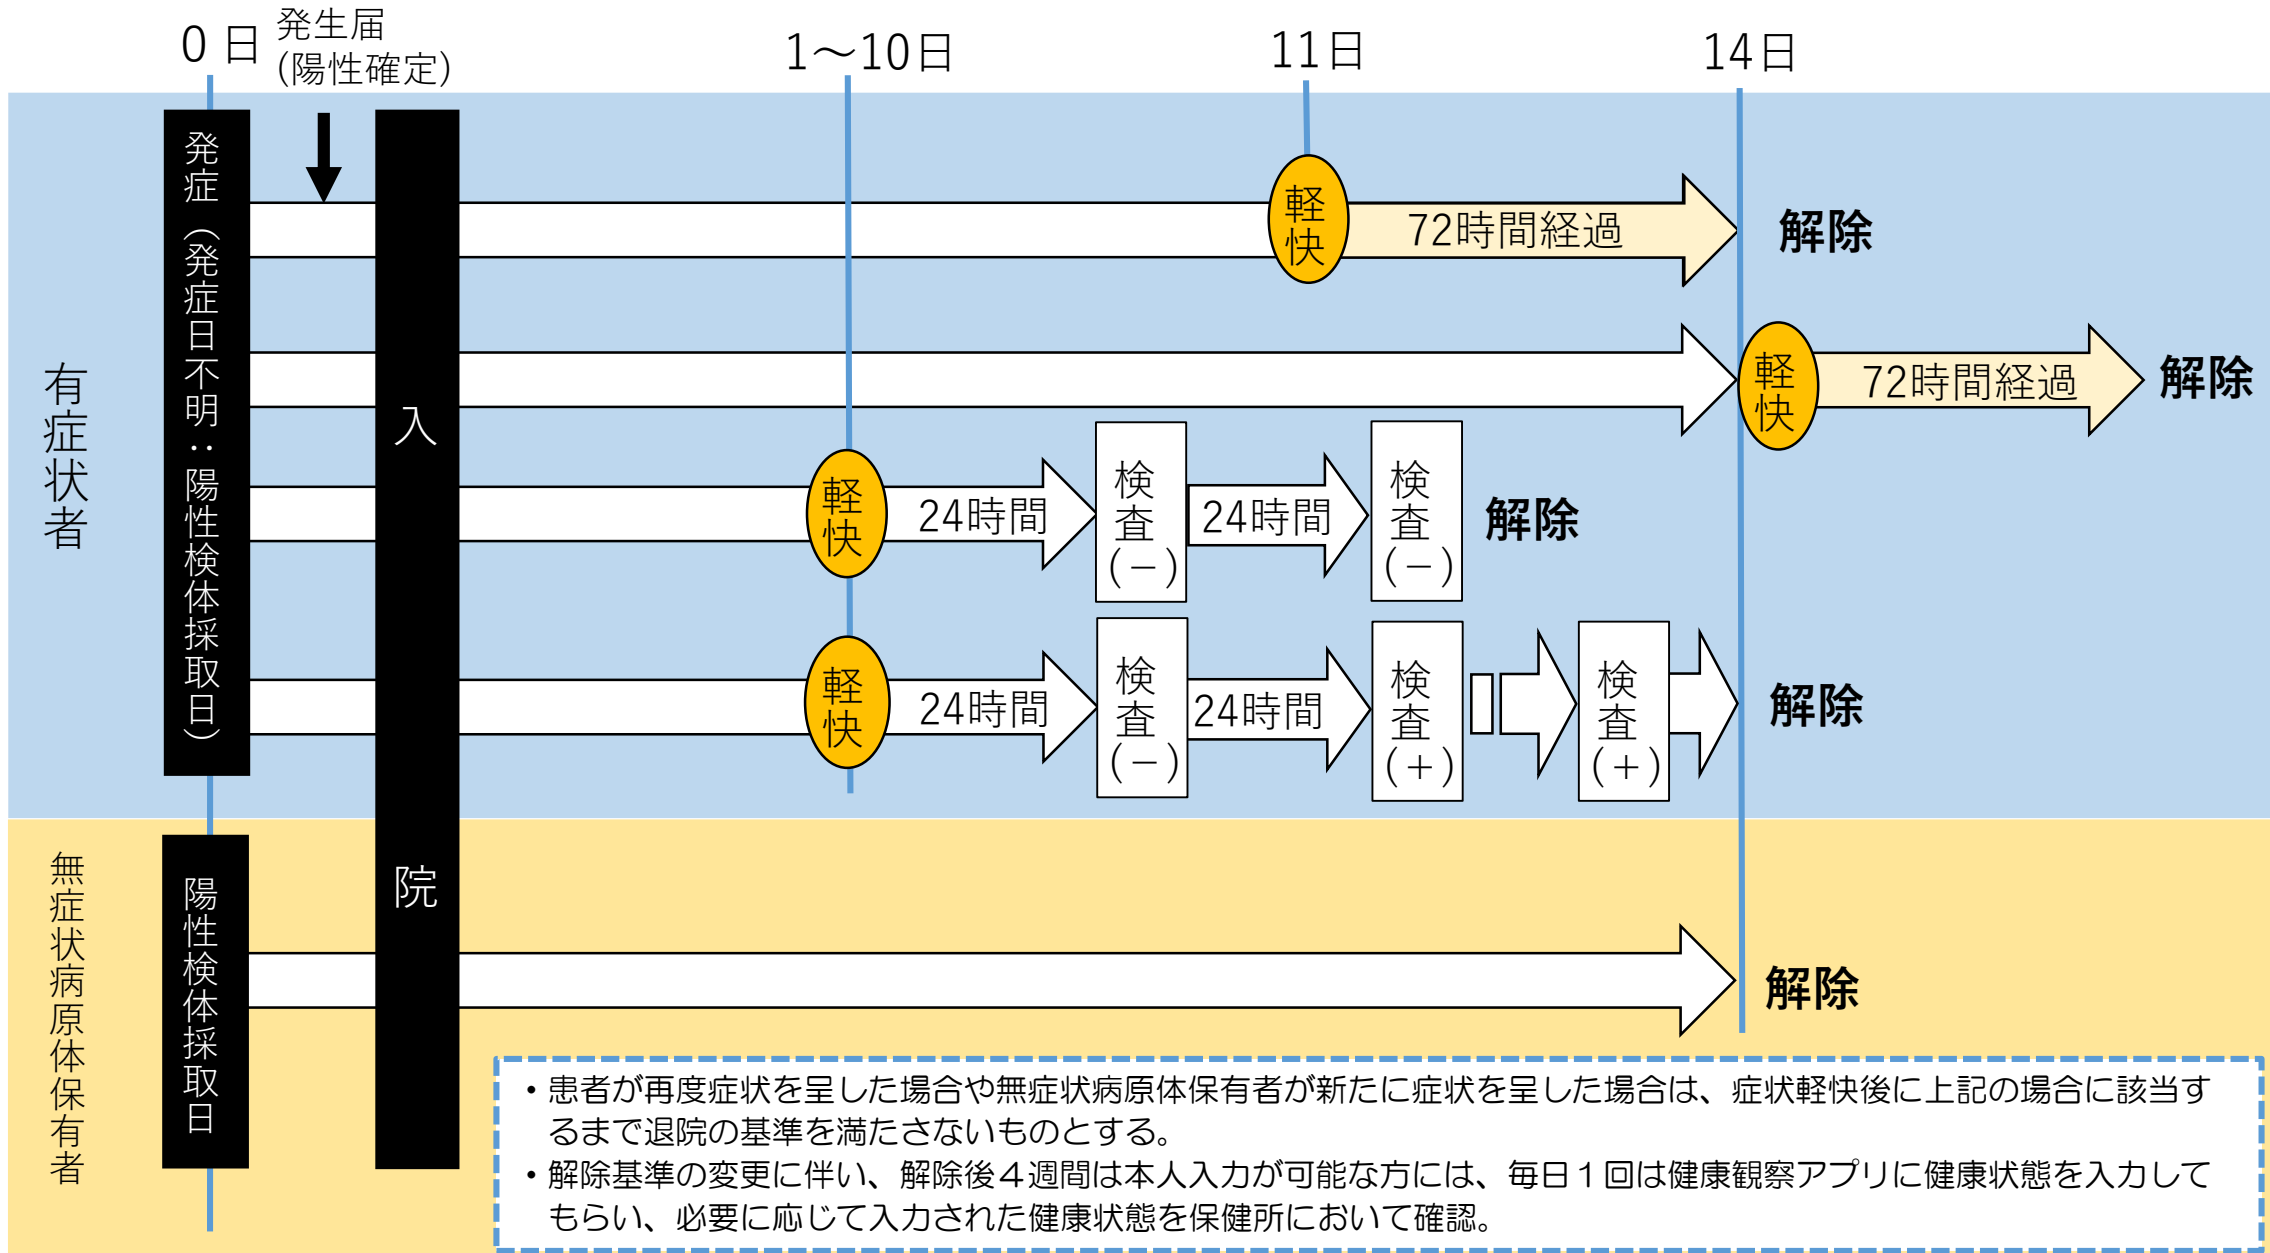 0日
発生届
(陽性確定)
1～10日
11日
14日
有症状者
発症（発症日不明：陽性検体採取日）
入院
軽快
72時間経過
解除
軽快
72時間経過
解除
軽快
24時間
検査(－)
24時間
検査(－)
解除
軽快
24時間
検査(－)
24時間
検査(＋)
検査(＋)
解除
無症状病原体保有者
陽性検体採取日
解除
・患者が再度症状を呈した場合や無症状病原体保有者が新たに症状を呈した場合は、症状軽快後に上記の場合に該当す
るまで退院の基準を満たさないものとする。
・解除基準の変更に伴い、解除後４週間は本人入力が可能な方には、毎日１回は健康観察アプリに健康状態を入力して
もらい、必要に応じて入力された健康状態を保健所において確認。